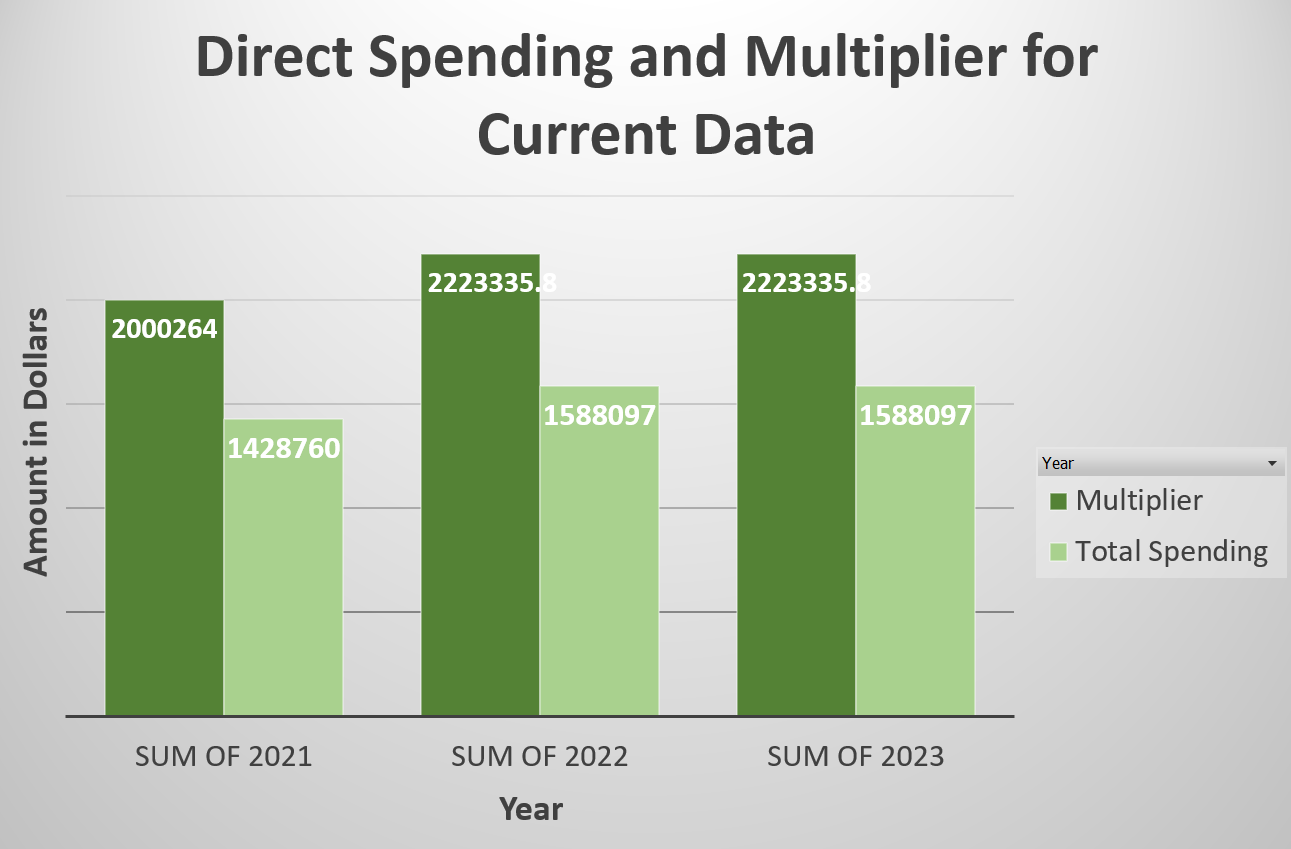 Direct Spending and Multiplier for
Current Data
Amount in Dollars
2000264
1428760
2223335.8
1588097
2223335.8
1588097
SUM OF 2021
SUM OF 2022
SUM OF 2023
Year
Year
Multiplier
Total Spending